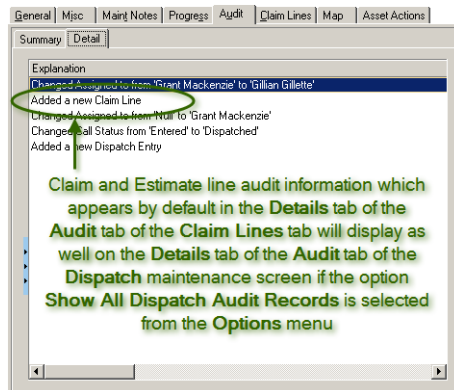 General Misc Maint Notes Progress Audit Claim Lines Map Asset Actions
Summary Detail
Explanation
Changed Assigned to from 'Grant Mackenzie' to 'Gillian Gillette'
Added a new Claim Line
Changed Assigned to from 'Null' to 'Grant Mackenzie'
Changed Call Status from 'Entered' to 'Dispatched'
Added a new Dispatch Entry
Claim and Estimate line audit information which
appears by default in the Details tab of the
Audit tab of the Claim Lines tab will display as
well on the Details tab of the Audit tab of the
Dispatch maintenance screen if the option
Show All Dispatch Audit Records is selected
from the Options menu